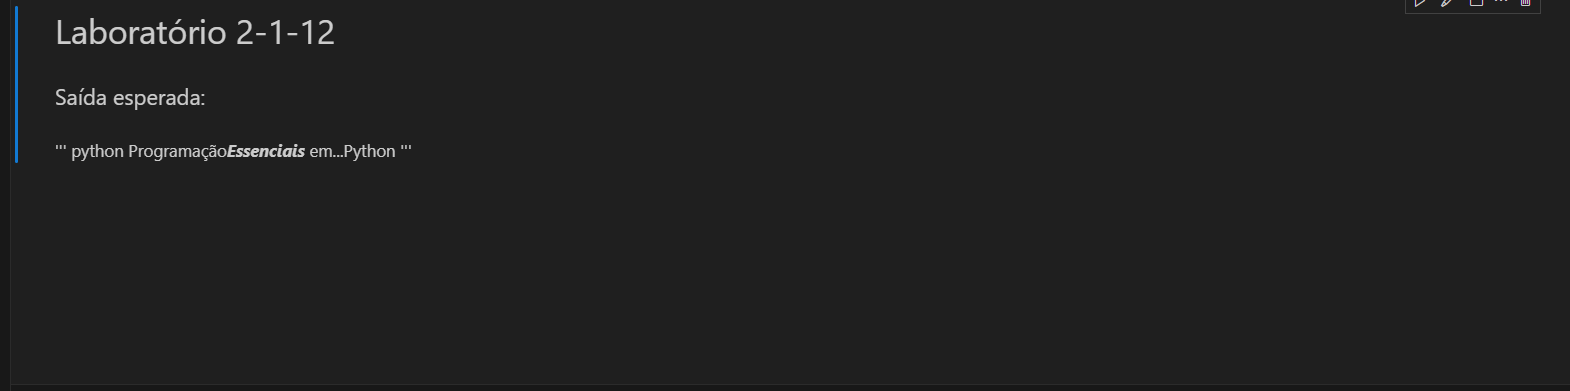 Laboratório 2-1-12
Saída esperada:
''' python ProgramaçãoEssenciais em...Python '''